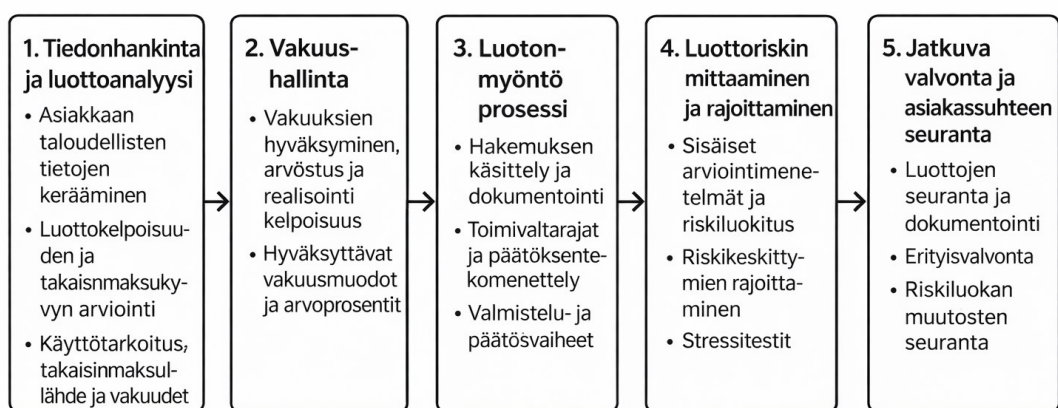 1. Tiedonhankinta
ja luottoanalyysi
• Asiakkaan
taloudellisten
tietojen
kerääminen
• Luottokelpoisuu-
den ja
takaisnmaksuky-
vyn arviointi
• Käyttötarkoitus,
takaisinmaksul-
lähde ja vakuudet
2. Vakuus-
hallinta
• Vakuuksien
hyväksyminen,
arvöstus ja
realisointi
kelpoisuus
• Hyväksyttävat
vakuusmuodot
ja arvoprosentit
3. Luoton-
myöntö
prosessi
• Hakemuksen
käsittely ja
dokumentointi
• Toimivaltarajat
ja päätöksente-
komenettely
• Valmistelu- ja
päätösvaiheet
4. Luottoriskin
mittaaminen
ja rajoittaminen
• Sisäiset
arviointimene-
telmät ja
riskiluokitus
• Riskikeskitty-
mien rajoitta-
minen
• Stressitestit
5. Jatkuva
valvonta ja
asiakassuhteen
seuranta
• Luottojen
seuranta ja
dokumentointi
• Erityisvalvonta
• Riskiluokan
muutosten
seuranta